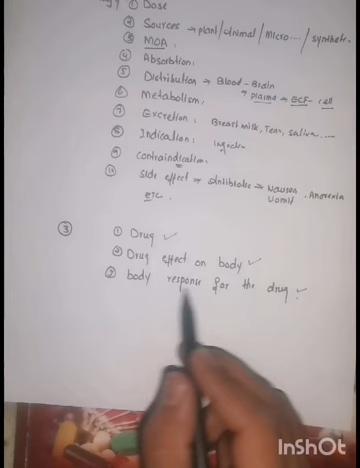 ① Dose
② Sources → plant/animal/micro.../synthetic.
③ MOA.
④ Absorbtion:
⑤ Distribution → Blood-Brain
↳ plasma → ECF- cell
⑥ Metabolism,
⑦ Excretion: Breast milk, Tear, saliva ....
⑧ Indication:
⑨ contraindication.
⑩ side effect → Antibiotic → Nausea. Anorexia
Vomit
etc.
③ ① Drug ✓
② Drug effect on body ✓
③ body response for the drug ✓
InShOt